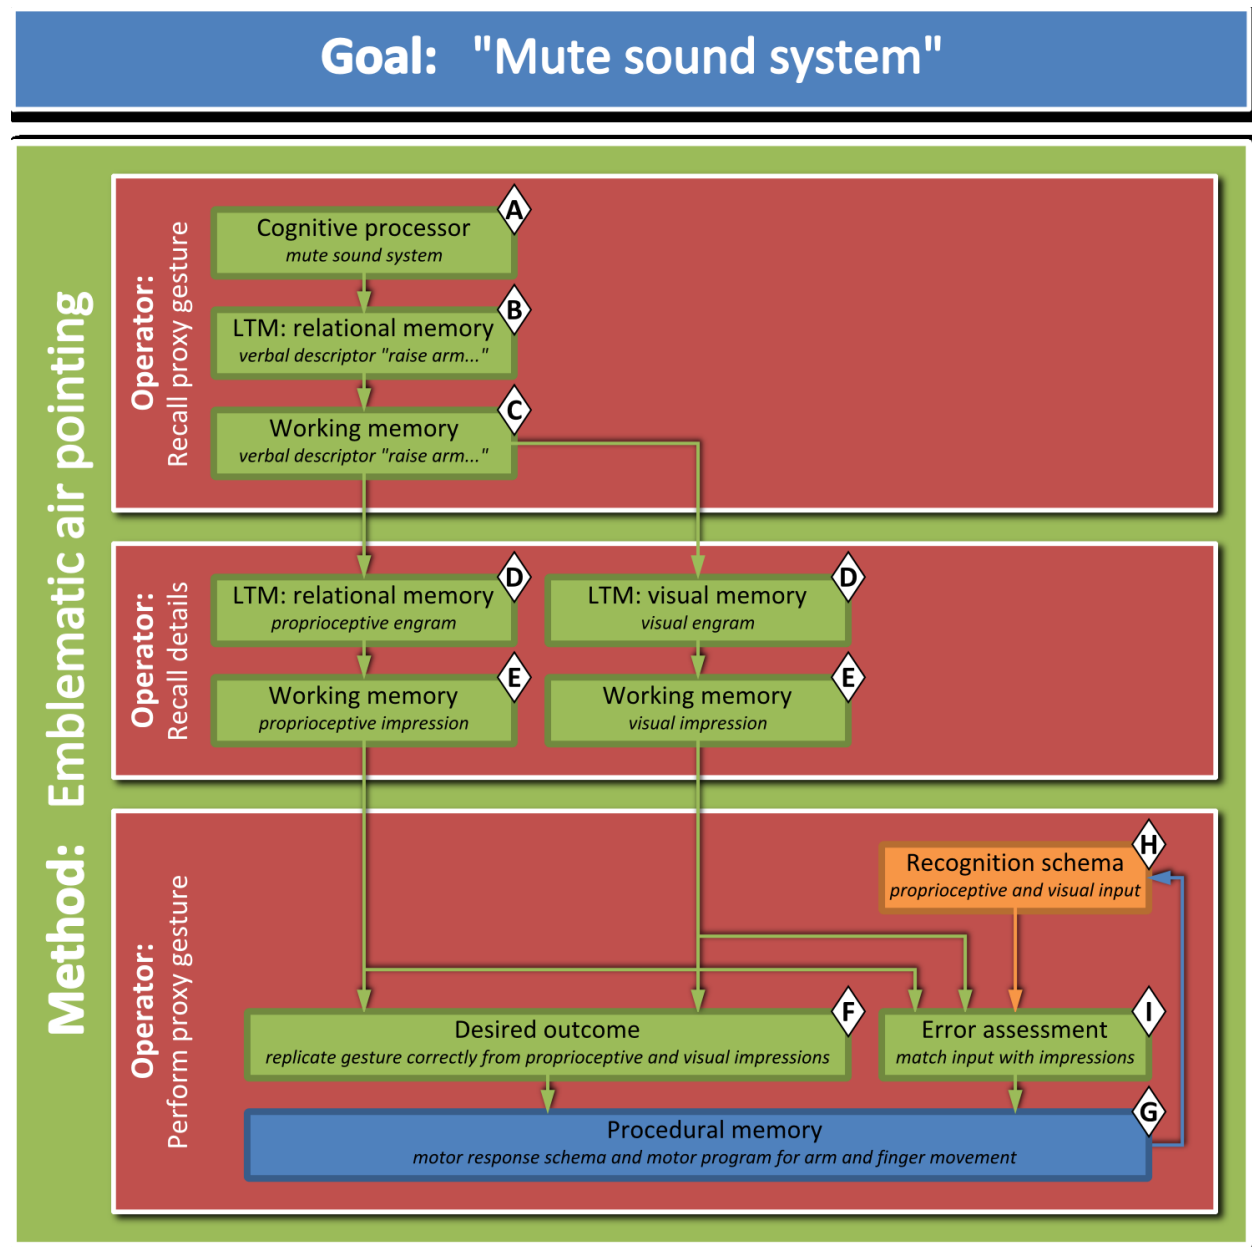 Goal: "Mute sound system"
Method: Emblematic air pointing
Operator:
Recall proxy gesture
A
Cognitive processor
mute sound system
B
LTM: relational memory
verbal descriptor "raise arm..."
C
Working memory
verbal descriptor "raise arm..."
Operator:
Recall details
D
LTM: relational memory
proprioceptive engram
D
LTM: visual memory
visual engram
E
Working memory
proprioceptive impression
E
Working memory
visual impression
Operator:
Perform proxy gesture
H
Recognition schema
proprioceptive and visual input
F
Desired outcome
replicate gesture correctly from proprioceptive and visual impressions
I
Error assessment
match input with impressions
G
Procedural memory
motor response schema and motor program for arm and finger movement